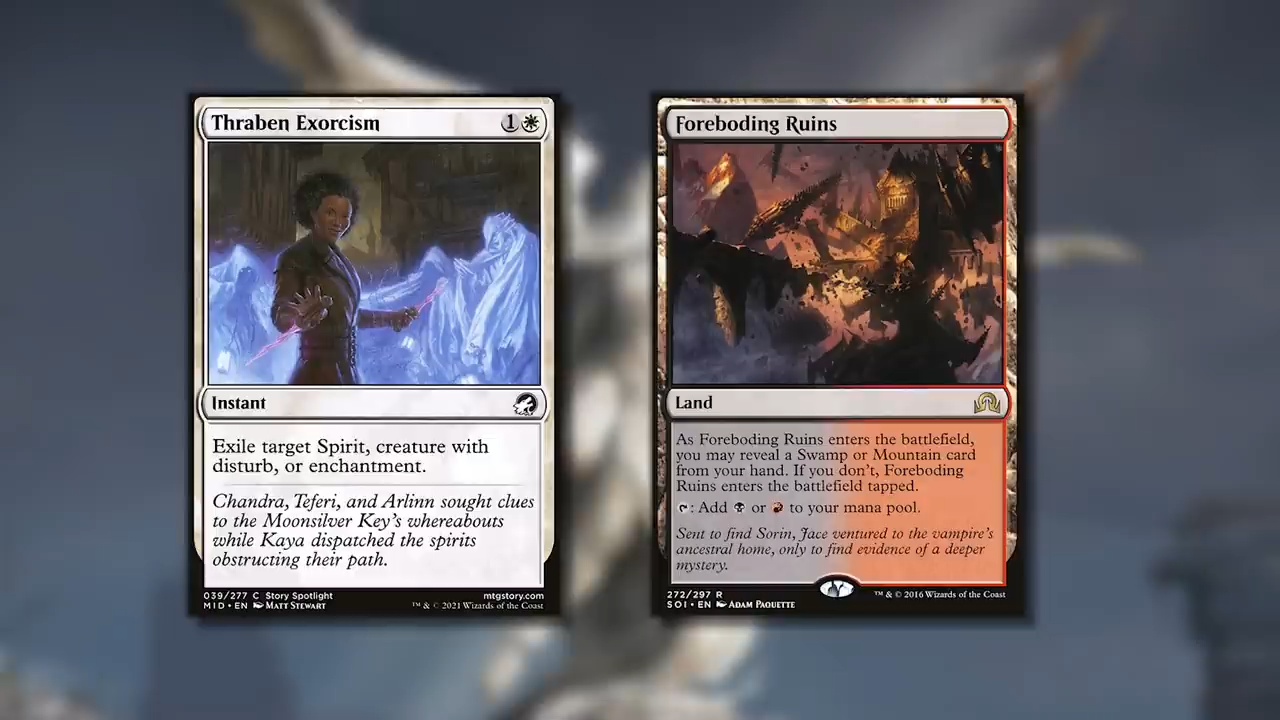 Thraben Exorcism 1
Instant
Exile target Spirit, creature with
disturb, or enchantment.
Chandra, Teferi, and Arlinn sought clues
to the Moonsilver Key's whereabouts
while Kaya dispatched the spirits
obstructing their path.
039/277 C Story Spotlight mtgstory.com
MID • EN Matt Stewart ™ & © 2021 Wizards of the Coast
Foreboding Ruins
Land
As Foreboding Ruins enters the battlefield,
you may reveal a Swamp or Mountain card
from your hand. If you don't, Foreboding
Ruins enters the battlefield tapped.
: Add or to your mana pool.
Sent to find Sorin, Jace ventured to the vampire's
ancestral home, only to find evidence of a deeper
mystery.
272/297 R ™ & © 2016 Wizards of the Coast
SOI • EN Adam Paquette